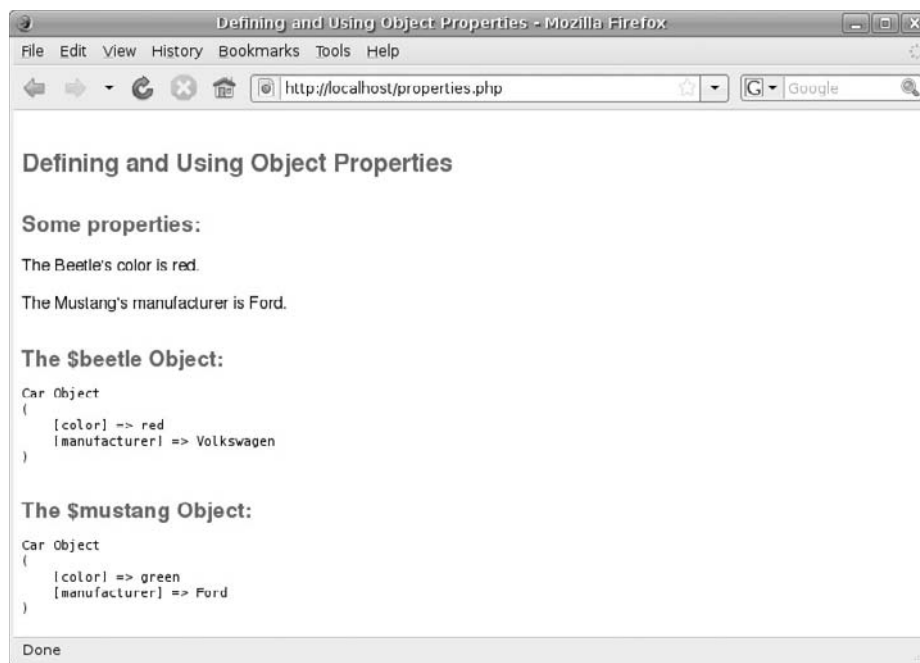 Defining and Using Object Properties - Mozilla Firefox
File Edit View History Bookmarks Tools Help
http://localhost/properties.php G Google
Defining and Using Object Properties
Some properties:
The Beetle's color is red.
The Mustang's manufacturer is Ford.
The $beetle Object:
Car Object
(
[color] => red
[manufacturer] => Volkswagen
)
The $mustang Object:
Car Object
(
[color] => green
[manufacturer] => Ford
)
Done